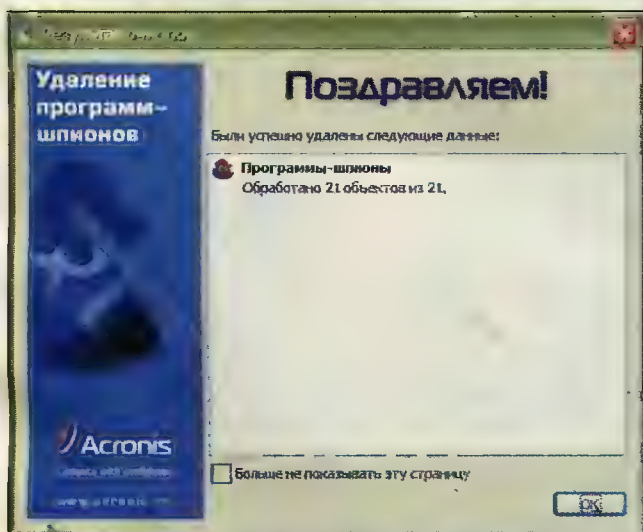 Удаление
программ-
шпионов
Поздравляем!
Были успешно удалены следующие данные:
Программы-шпионы
Обработано 21 объектов из 21.
Acronis
Больше не показывать эту страницу
OK